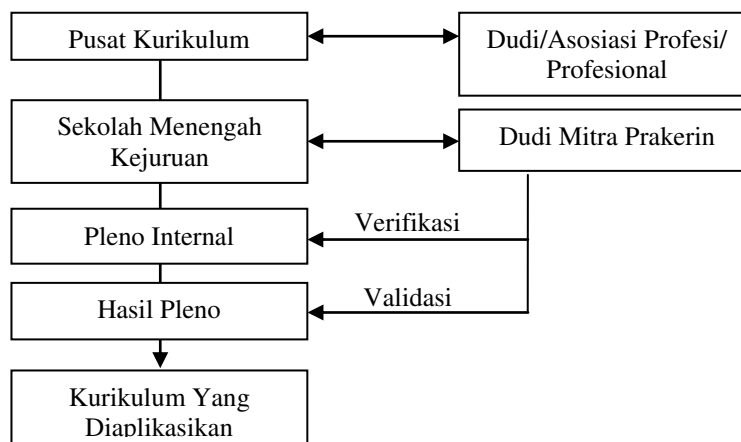 Pusat Kurikulum
Dudi/Asosiasi Profesi/
Profesional
Sekolah Menengah
Kejuruan
Dudi Mitra Prakerin
Pleno Internal
Verifikasi
Hasil Pleno
Validasi
Kurikulum Yang
Diaplikasikan